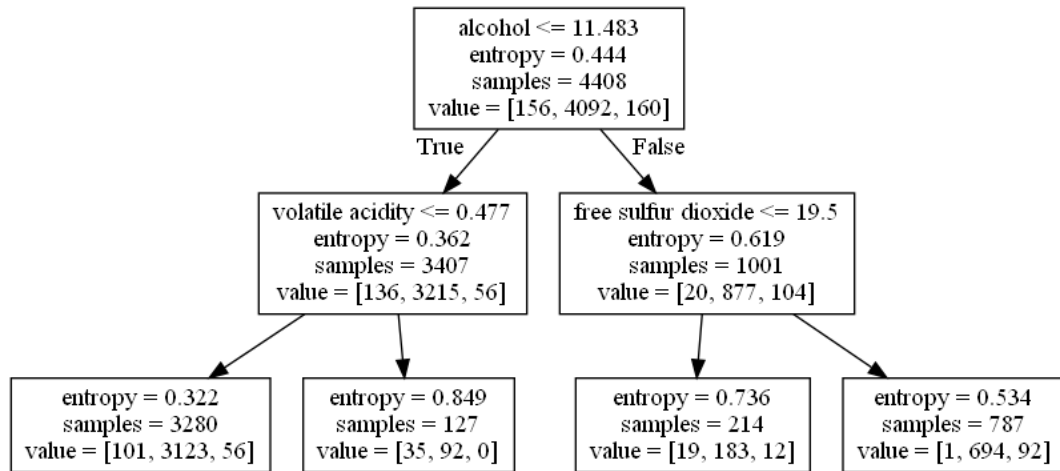 alcohol <= 11.483
entropy = 0.444
samples = 4408
value = [156, 4092, 160]
True
False
volatile acidity <= 0.477
entropy = 0.362
samples = 3407
value = [136, 3215, 56]
free sulfur dioxide <= 19.5
entropy = 0.619
samples = 1001
value = [20, 877, 104]
entropy = 0.322
samples = 3280
value = [101, 3123, 56]
entropy = 0.849
samples = 127
value = [35, 92, 0]
entropy = 0.736
samples = 214
value = [19, 183, 12]
entropy = 0.534
samples = 787
value = [1, 694, 92]